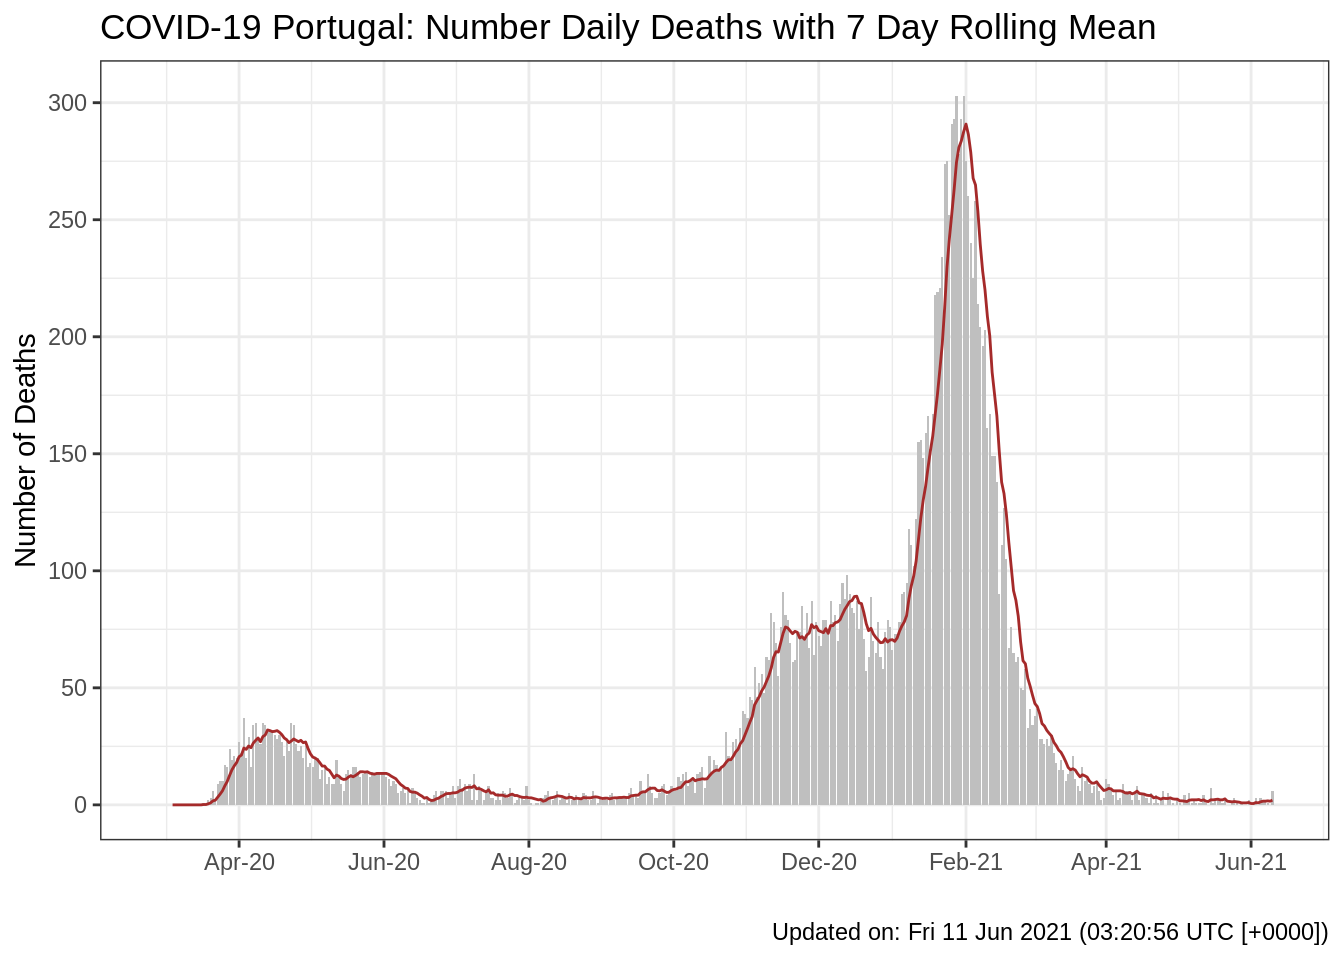 COVID-19 Portugal: Number Daily Deaths with 7 Day Rolling Mean
Number of Deaths
300
250
200
150
100
50
0
Apr-20 Jun-20 Aug-20 Oct-20 Dec-20 Feb-21 Apr-21 Jun-21
Updated on: Fri 11 Jun 2021 (03:20:56 UTC [+0000])